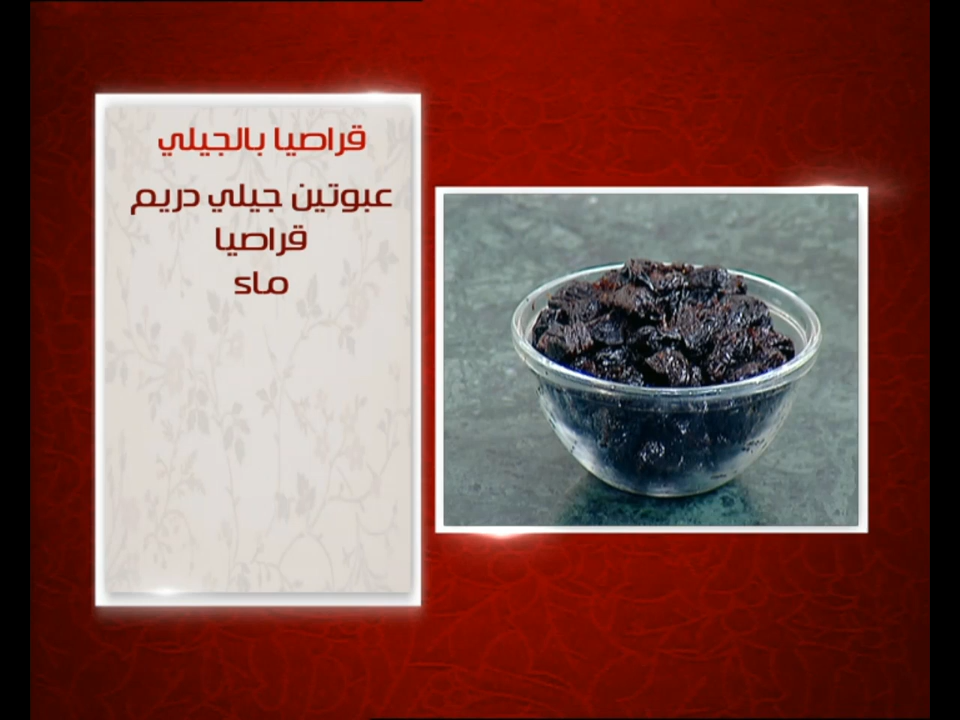 قراصيا بالجيلي
عبوتين جيلي دريم
قراصيا
ماء